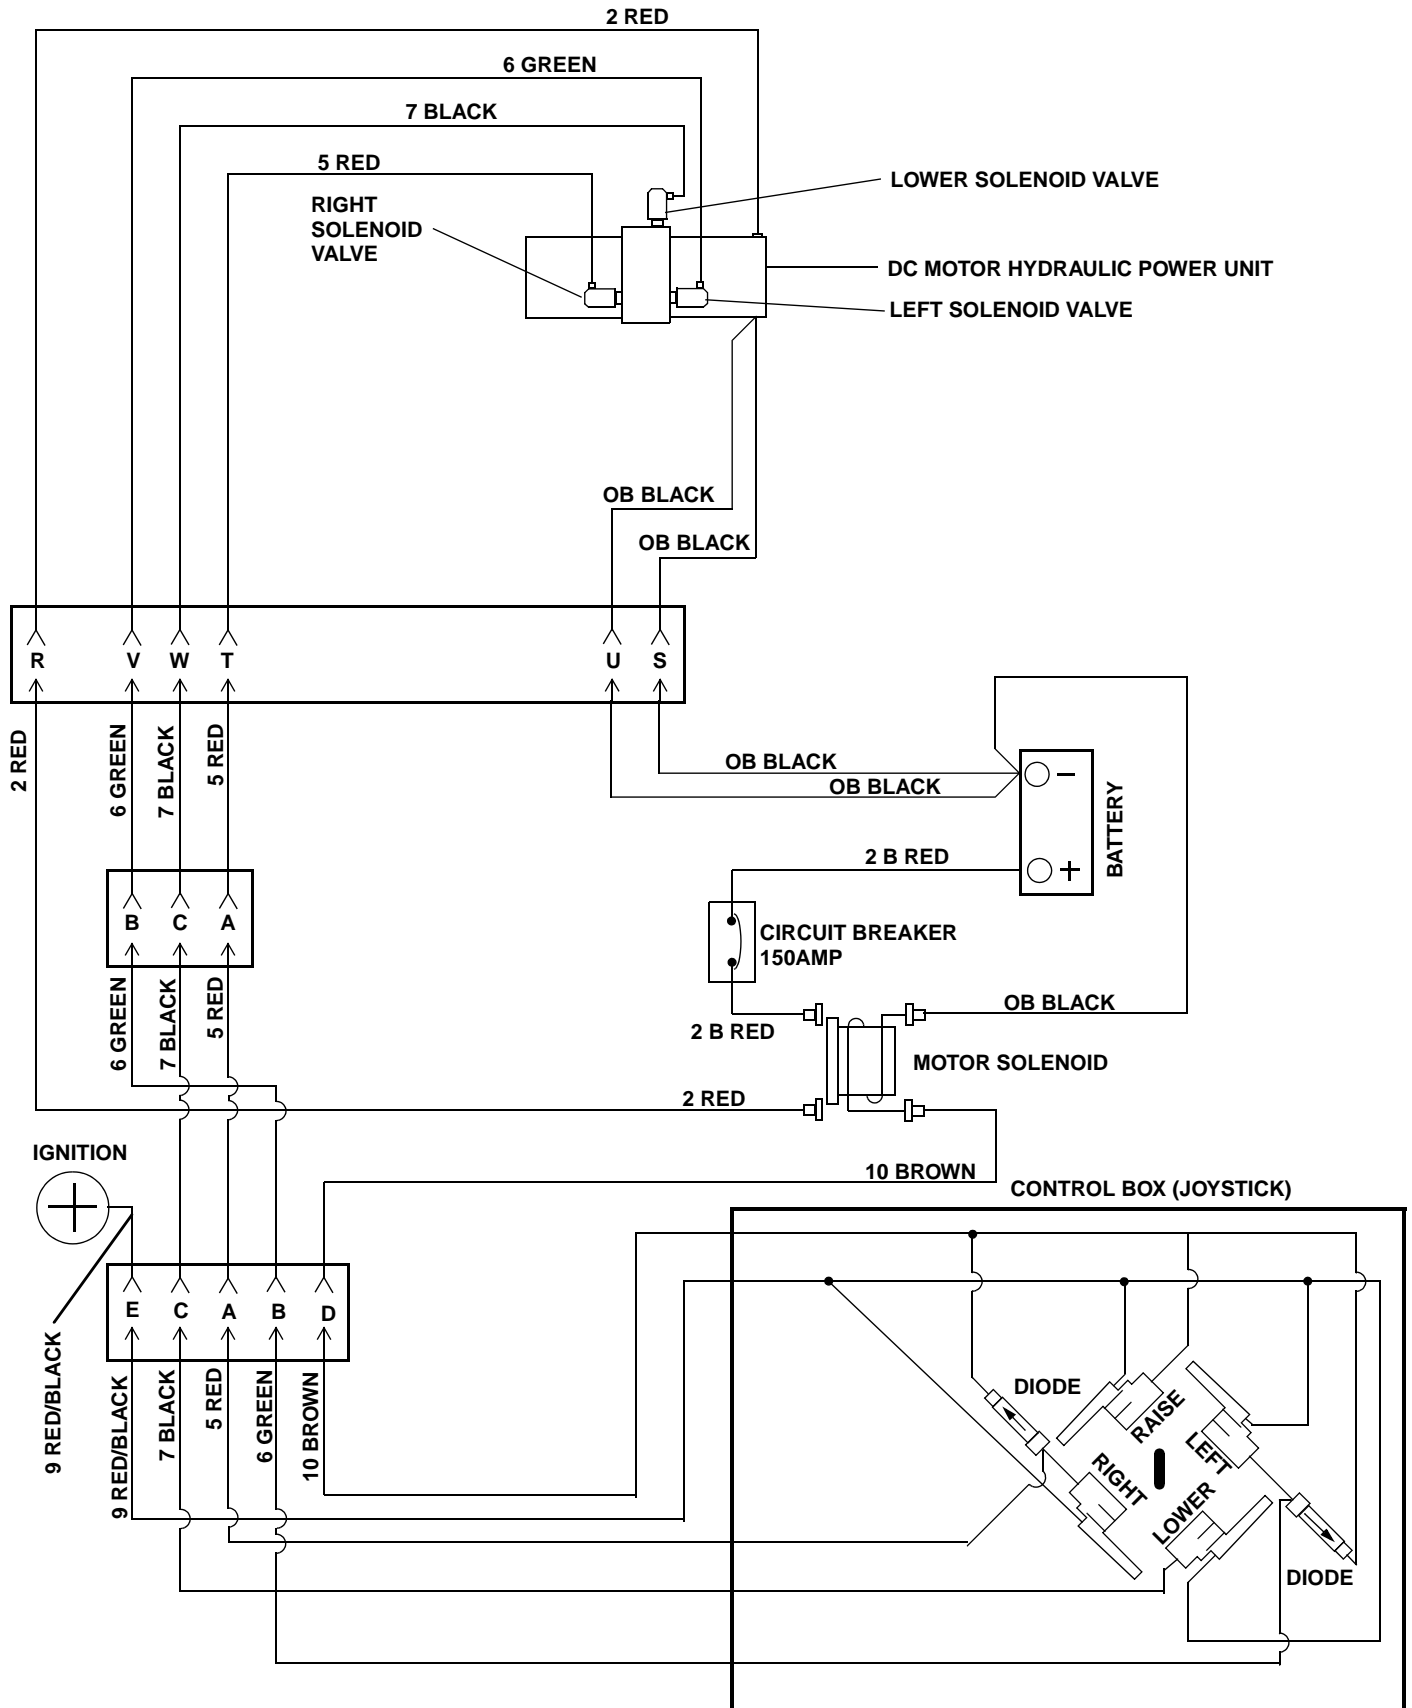 2 RED
6 GREEN
7 BLACK
5 RED
LOWER SOLENOID VALVE
RIGHT
SOLENOID
VALVE
DC MOTOR HYDRAULIC POWER UNIT
LEFT SOLENOID VALVE
OB BLACK
OB BLACK
R
V
W
T
U
S
2 RED
6 GREEN
7 BLACK
5 RED
OB BLACK
OB BLACK
BATTERY
2 B RED
B
C
A
CIRCUIT BREAKER
150AMP
6 GREEN
7 BLACK
5 RED
OB BLACK
2 B RED
MOTOR SOLENOID
2 RED
IGNITION
10 BROWN
CONTROL BOX (JOYSTICK)
E
C
A
B
D
9 RED/BLACK
9 RED/BLACK
7 BLACK
5 RED
6 GREEN
10 BROWN
DIODE
RAISE
LEFT
RIGHT
LOWER
DIODE